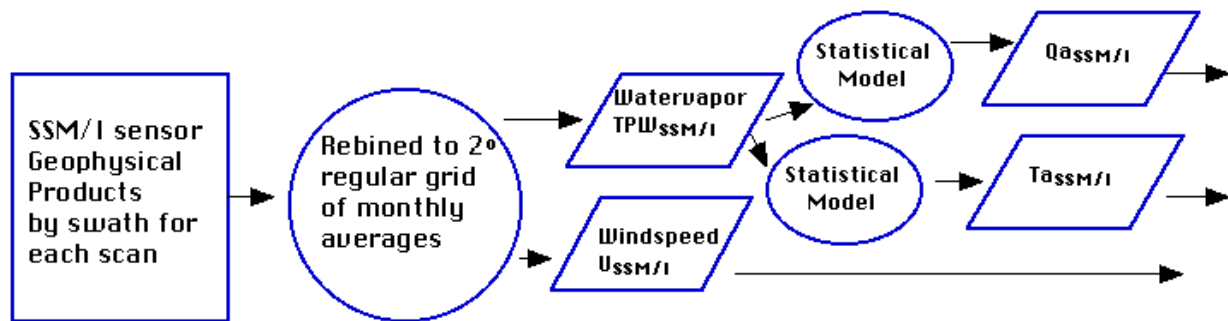 SSM/I sensor
Geophysical
Products
by swath for
each scan
Rebined to 2°
regular grid
of monthly
averages
Watervapor
TPWSSM/I
Windspeed
USSM/I
Statistical
Model
Statistical
Model
QaSSM/I
TaSSM/I